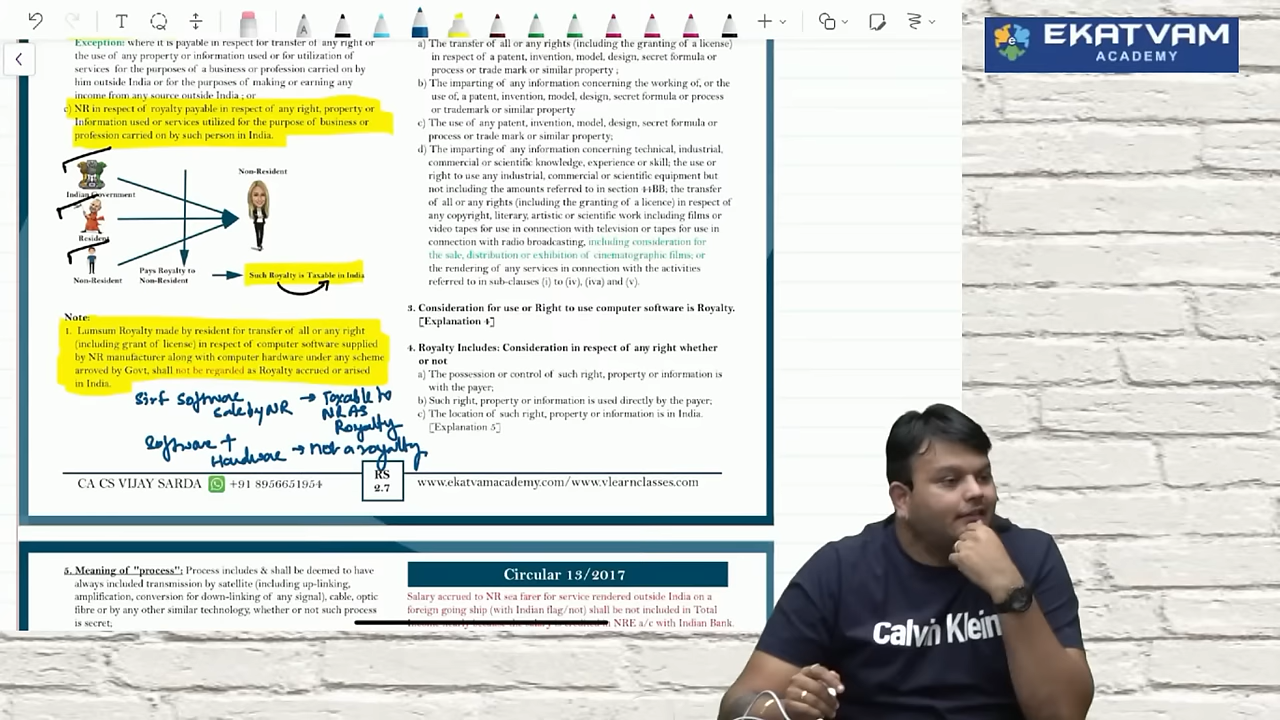 EKATVAM
ACADEMY
Exception: where it is payable in respect for transfer of any right or
the use of any property or information used or for utilization of
services for the purposes of a business or profession carried on by
him outside India or for the purposes of making or earning any
income from any source outside India ; or
c) NR in respect of royalty payable in respect of any right, property or
Information used or services utilized for the purpose of business or
profession carried on by such person in India.
Non-Resident
Indian Government
Resident
Non-Resident
Pays Royalty to
Non-Resident
Such Royalty is Taxable in India
Note:
1. Lumsum Royalty made by resident for transfer of all or any right
(including grant of license) in respect of computer software supplied
by NR manufacturer along with computer hardware under any scheme
arroved by Govt, shall not be regarded as Royalty accrued or arised
in India.
Sirf Software
Sale by NR → Taxable to
NR AS
Royalty
Software +
Hardware → Not a royalty
a) The transfer of all or any rights (including the granting of a license)
in respect of a patent, invention, model, design, secret formula or
process or trade mark or similar property ;
b) The imparting of any information concerning the working of, or the
use of, a patent, invention, model, design, secret formula or process
or trademark or similar property
c) The use of any patent, invention, model, design, secret formula or
process or trade mark or similar property;
d) The imparting of any information concerning technical, industrial,
commercial or scientific knowledge, experience or skill; the use or
right to use any industrial, commercial or scientific equipment but
not including the amounts referred to in section 44BB; the transfer
of all or any rights (including the granting of a licence) in respect of
any copyright, literary, artistic or scientific work including films or
video tapes for use in connection with television or tapes for use in
connection with radio broadcasting, including consideration for
the sale, distribution or exhibition of cinematographic films; or
the rendering of any services in connection with the activities
referred to in sub-clauses (i) to (iv), (iva) and (v).
3. Consideration for use or Right to use computer software is Royalty.
[Explanation 4]
4. Royalty Includes: Consideration in respect of any right whether
or not
a) The possession or control of such right, property or information is
with the payer;
b) Such right, property or information is used directly by the payer;
c) The location of such right, property or information is in India.
[Explanation 5]
CA CS VIJAY SARDA +91 8956651954
RS
2.7
www.ekatvamacademy.com/www.vlearnclasses.com
5. Meaning of "process": Process includes & shall be deemed to have
always included transmission by satellite (including up-linking,
amplification, conversion for down-linking of any signal), cable, optic
fibre or by any other similar technology, whether or not such process
is secret;
Circular 13/2017
Salary accrued to NR sea farer for service rendered outside India on a
foreign going ship (with Indian flag/not) shall be not included in Total
Income because the salary is credited in NRE a/c with Indian Bank.
Calvin Klein